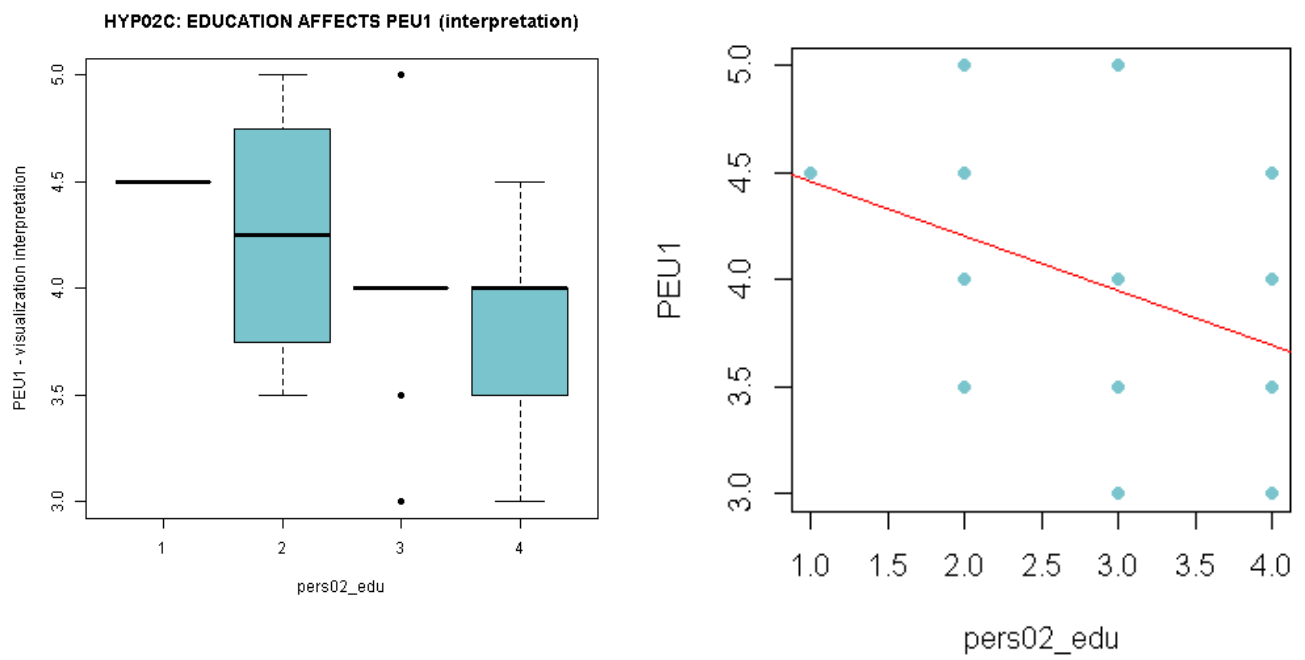 HYP02C: EDUCATION AFFECTS PEU1 (interpretation)
PEU1 - visualization interpretation
5.0
4.5
4.0
3.5
3.0
1 2 3 4
pers02_edu
PEU1
5.0
4.5
4.0
3.5
3.0
1.0 1.5 2.0 2.5 3.0 3.5 4.0
pers02_edu